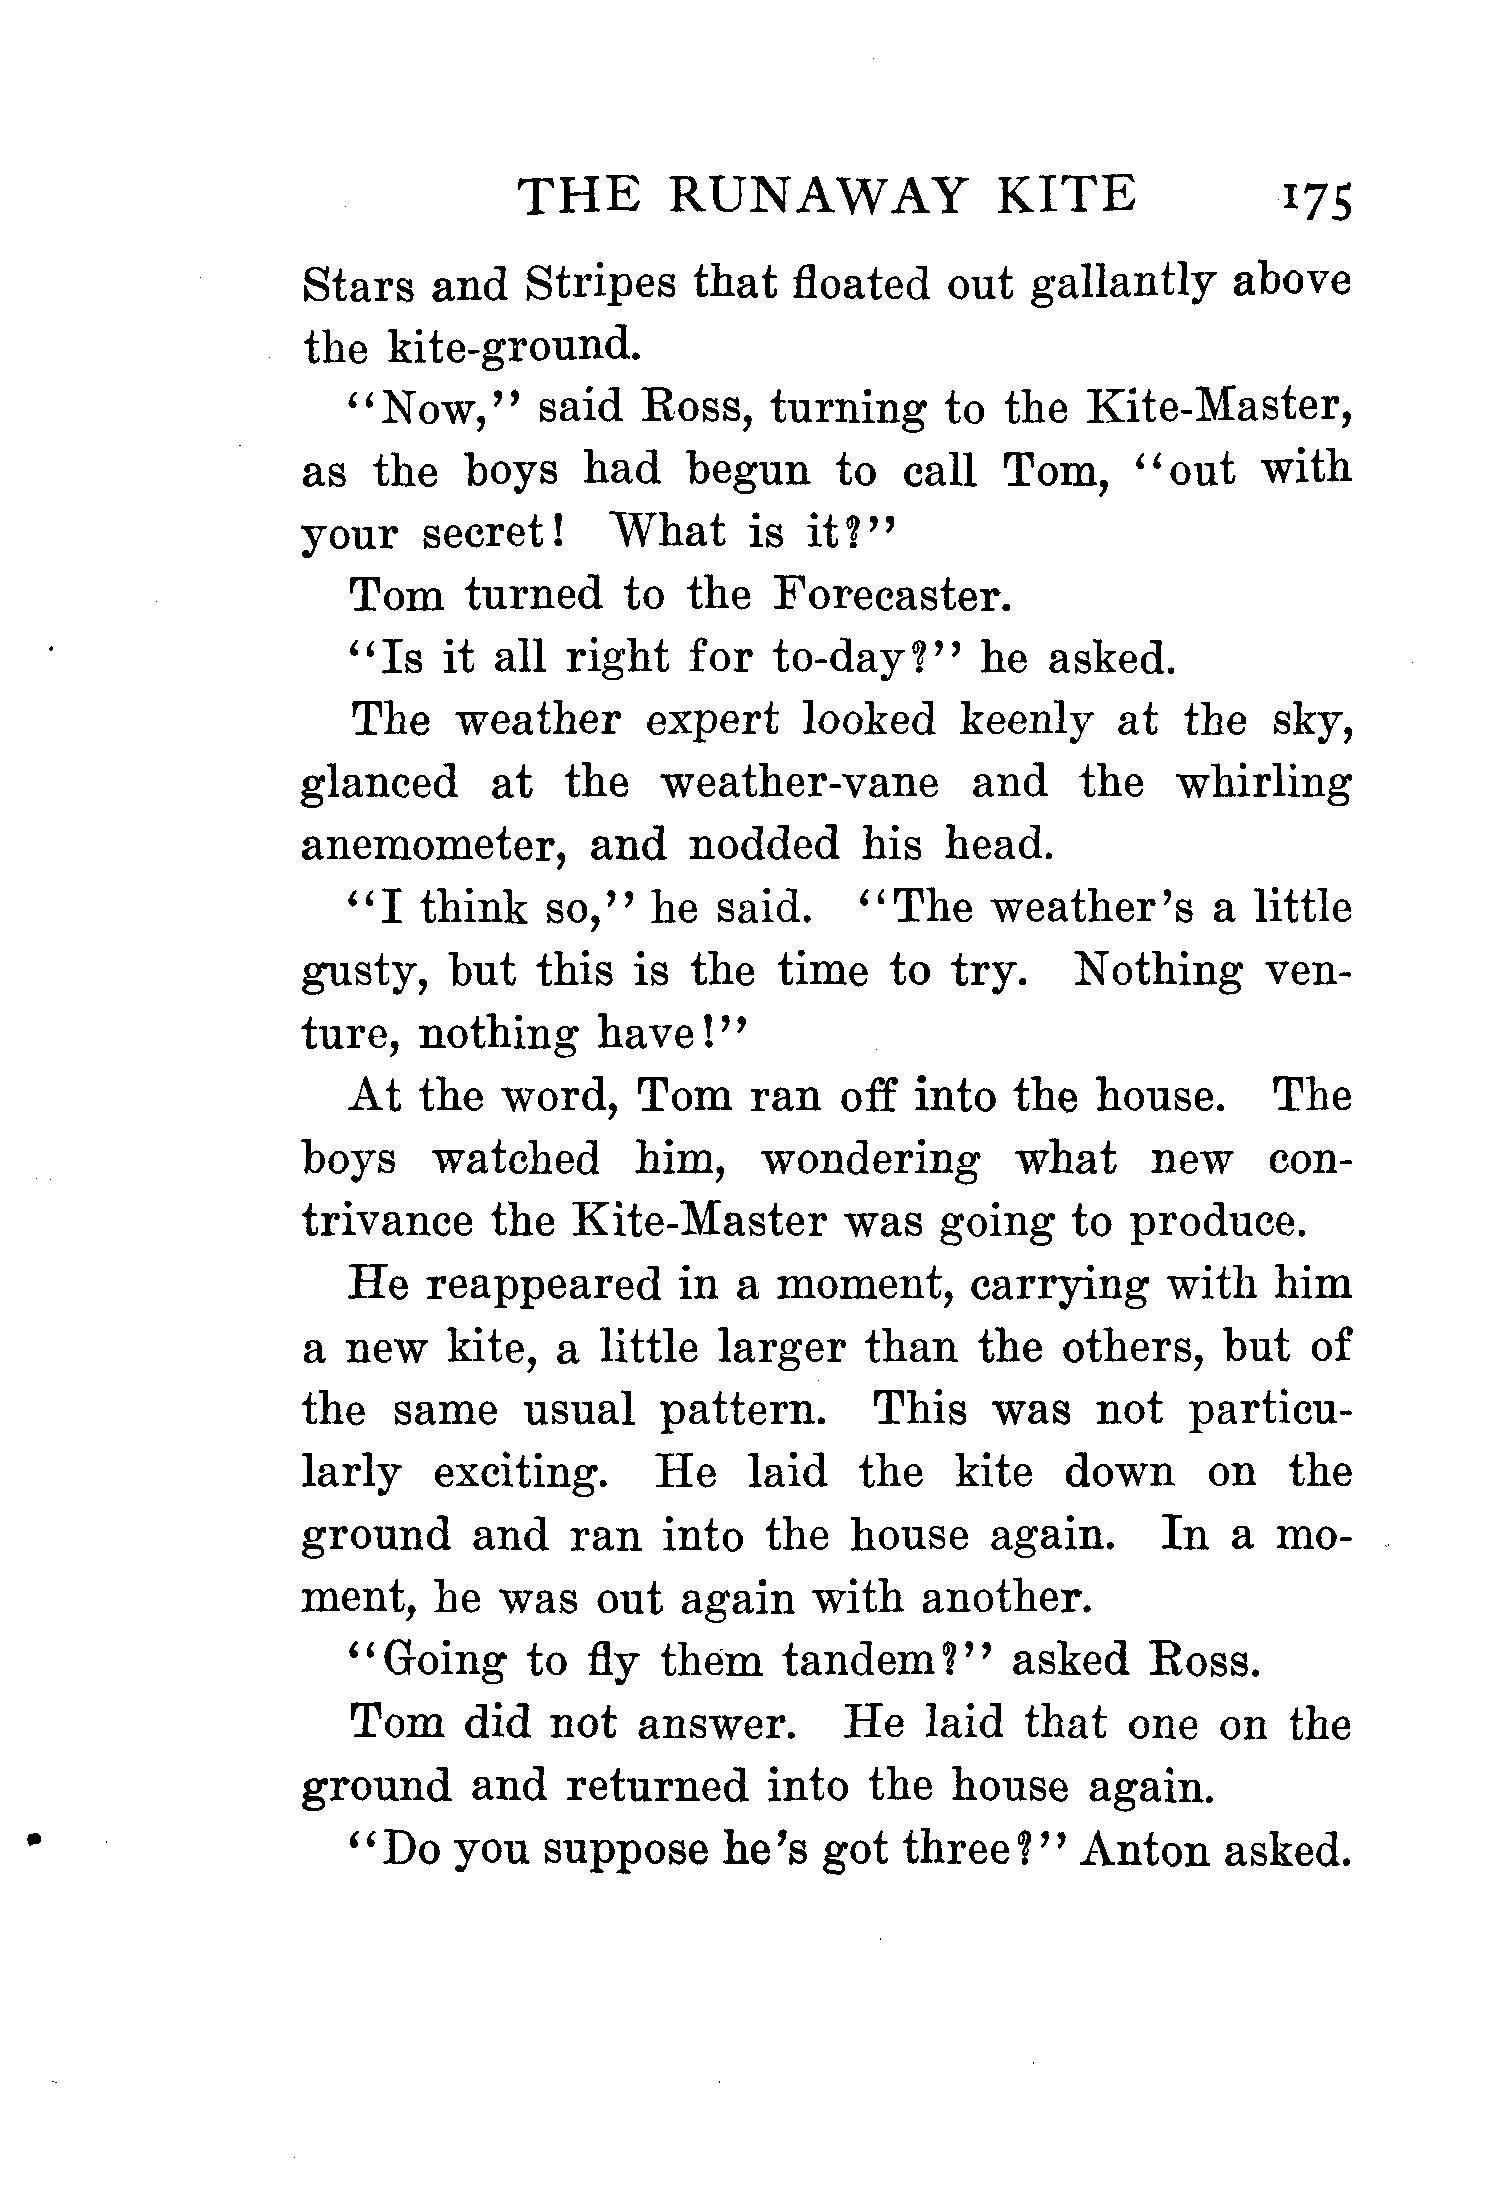 THE RUNAWAY KITE 175
Stars and Stripes that floated out gallantly above
the kite-ground.
"Now," said Ross, turning to the Kite-Master,
as the boys had begun to call Tom, "out with
your secret! What is it?"
Tom turned to the Forecaster.
"Is it all right for to-day?" he asked.
The weather expert looked keenly at the sky,
glanced at the weather-vane and the whirling
anemometer, and nodded his head.
"I think so," he said. "The weather's a little
gusty, but this is the time to try. Nothing ven-
ture, nothing have!"
At the word, Tom ran off into the house. The
boys watched him, wondering what new con-
trivance the Kite-Master was going to produce.
He reappeared in a moment, carrying with him
a new kite, a little larger than the others, but of
the same usual pattern. This was not particu-
larly exciting. He laid the kite down on the
ground and ran into the house again. In a mo-
ment, he was out again with another.
"Going to fly them tandem?" asked Ross.
Tom did not answer. He laid that one on the
ground and returned into the house again.
"Do you suppose he's got three?" Anton asked.